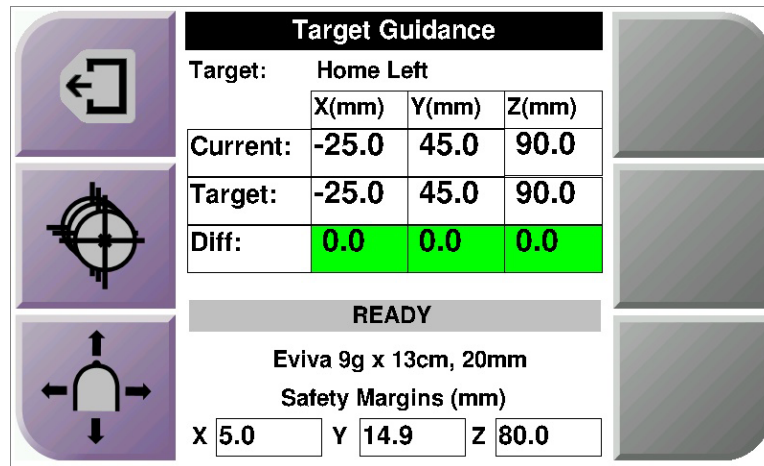 Target Guidance
Target: Home Left
X(mm) Y(mm) Z(mm)
Current: -25.0 45.0 90.0
Target: -25.0 45.0 90.0
Diff: 0.0 0.0 0.0
READY
Eviva 9g x 13cm, 20mm
Safety Margins (mm)
X 5.0 Y 14.9 Z 80.0